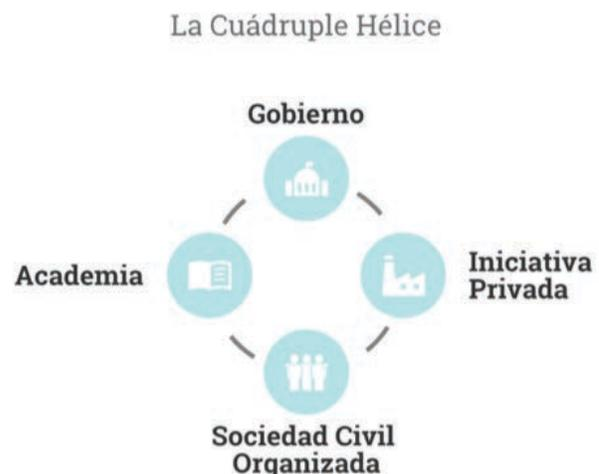 La Cuádruple Hélice
Gobierno
Academia
Iniciativa
Privada
Sociedad Civil
Organizada